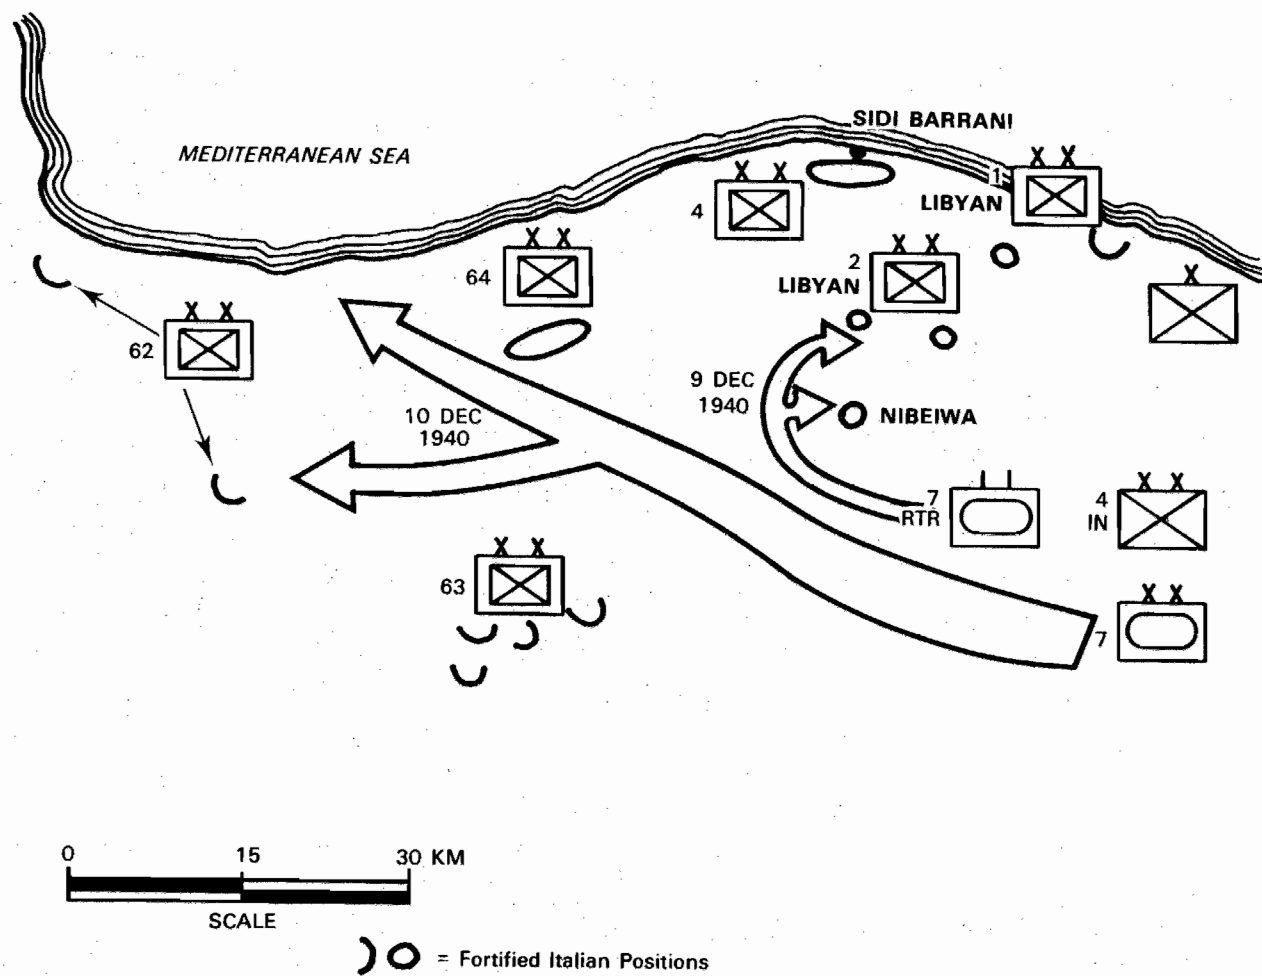 SIDI BARRANI
MEDITERRANEAN SEA
1
LIBYAN
4
2
LIBYAN
64
62
9 DEC
1940
10 DEC
1940
NIBEIWA
7
RTR
4
IN
63
7
0 15 30 KM
SCALE
= Fortified Italian Positions